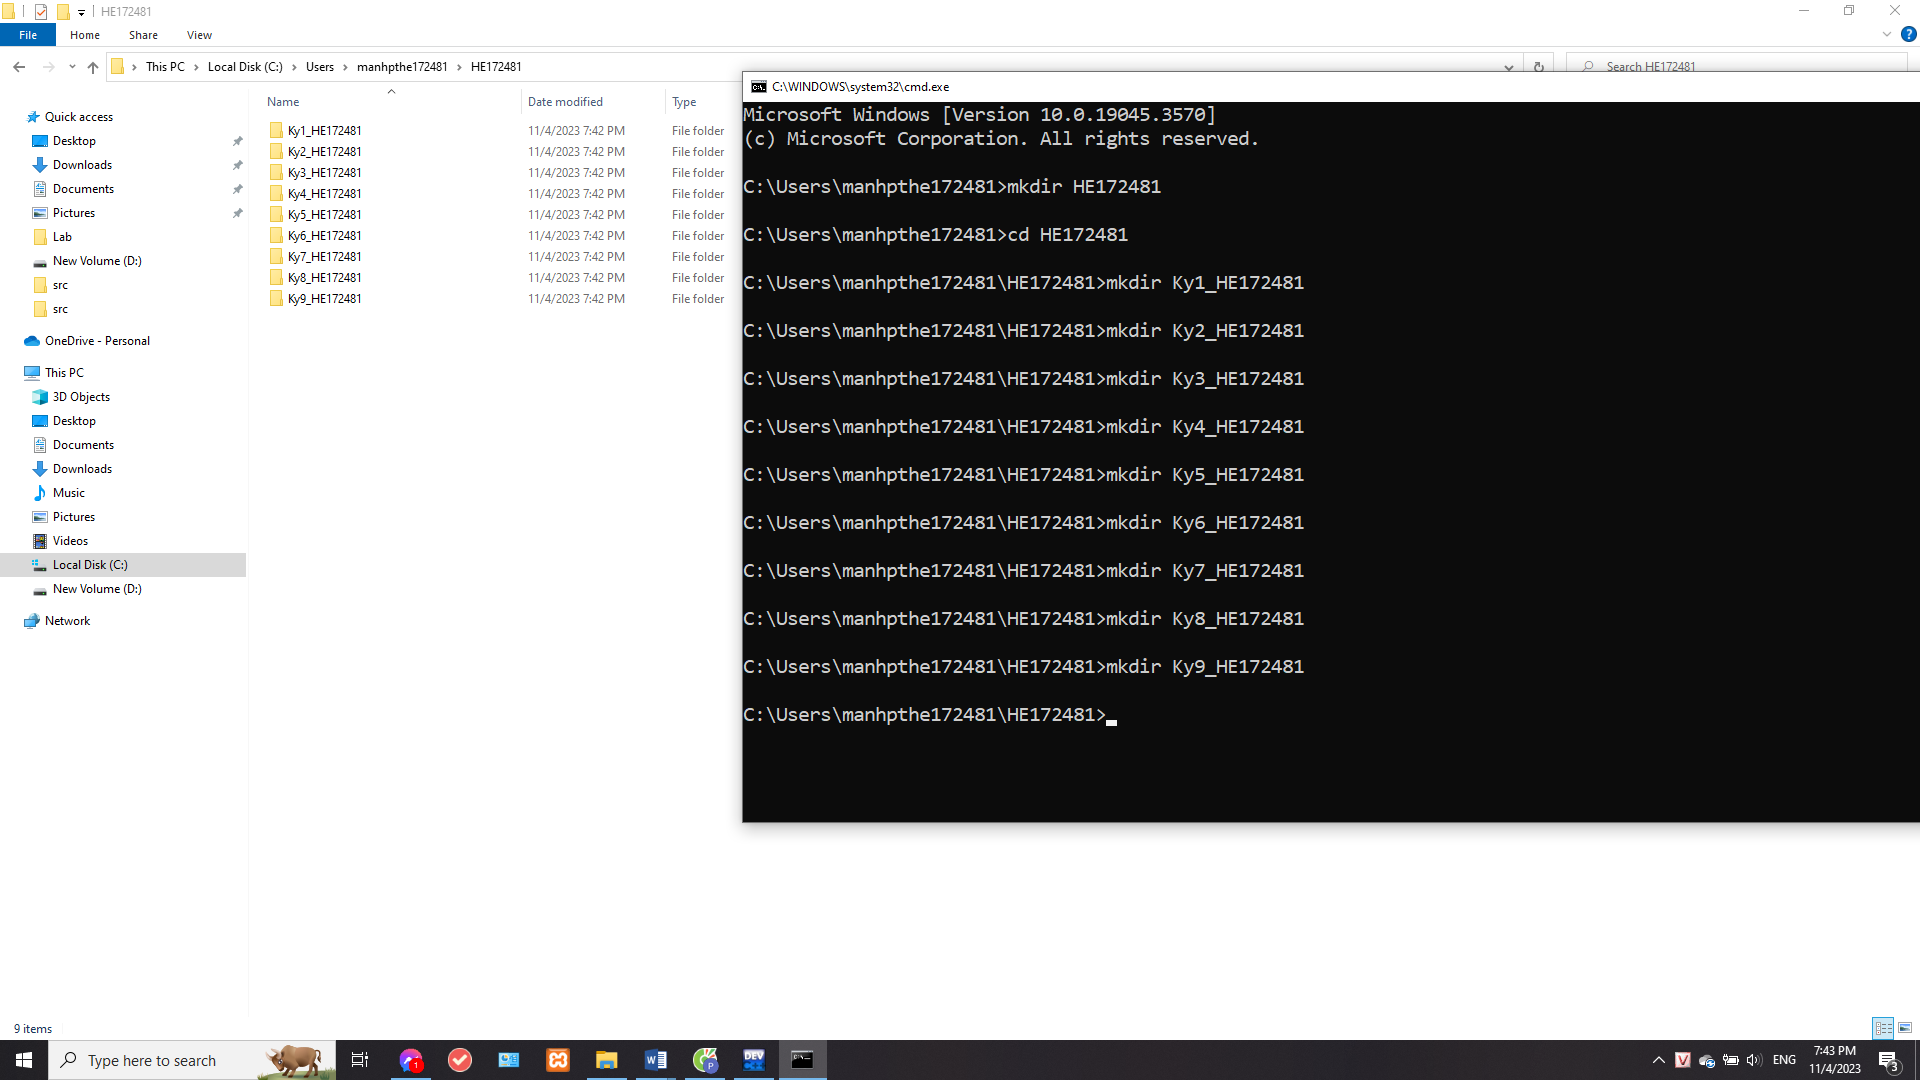 HE172481
File Home Share View
This PC Local Disk (C:) Users manhpthe172481 HE172481
Search HE172481
Quick access
Desktop
Downloads
Documents
Pictures
Lab
New Volume (D:)
src
src
OneDrive - Personal
This PC
3D Objects
Desktop
Documents
Downloads
Music
Pictures
Videos
Local Disk (C:)
New Volume (D:)
Network
Name Date modified Type
Ky1_HE172481 11/4/2023 7:42 PM File folder
Ky2_HE172481 11/4/2023 7:42 PM File folder
Ky3_HE172481 11/4/2023 7:42 PM File folder
Ky4_HE172481 11/4/2023 7:42 PM File folder
Ky5_HE172481 11/4/2023 7:42 PM File folder
Ky6_HE172481 11/4/2023 7:42 PM File folder
Ky7_HE172481 11/4/2023 7:42 PM File folder
Ky8_HE172481 11/4/2023 7:42 PM File folder
Ky9_HE172481 11/4/2023 7:42 PM File folder
C:\WINDOWS\system32\cmd.exe
Microsoft Windows [Version 10.0.19045.3570]
(c) Microsoft Corporation. All rights reserved.
C:\Users\manhpthe172481>mkdir HE172481
C:\Users\manhpthe172481>cd HE172481
C:\Users\manhpthe172481\HE172481>mkdir Ky1_HE172481
C:\Users\manhpthe172481\HE172481>mkdir Ky2_HE172481
C:\Users\manhpthe172481\HE172481>mkdir Ky3_HE172481
C:\Users\manhpthe172481\HE172481>mkdir Ky4_HE172481
C:\Users\manhpthe172481\HE172481>mkdir Ky5_HE172481
C:\Users\manhpthe172481\HE172481>mkdir Ky6_HE172481
C:\Users\manhpthe172481\HE172481>mkdir Ky7_HE172481
C:\Users\manhpthe172481\HE172481>mkdir Ky8_HE172481
C:\Users\manhpthe172481\HE172481>mkdir Ky9_HE172481
C:\Users\manhpthe172481\HE172481>
9 items
Type here to search
1
P
DEV
V
ENG
7:43 PM
11/4/2023
3